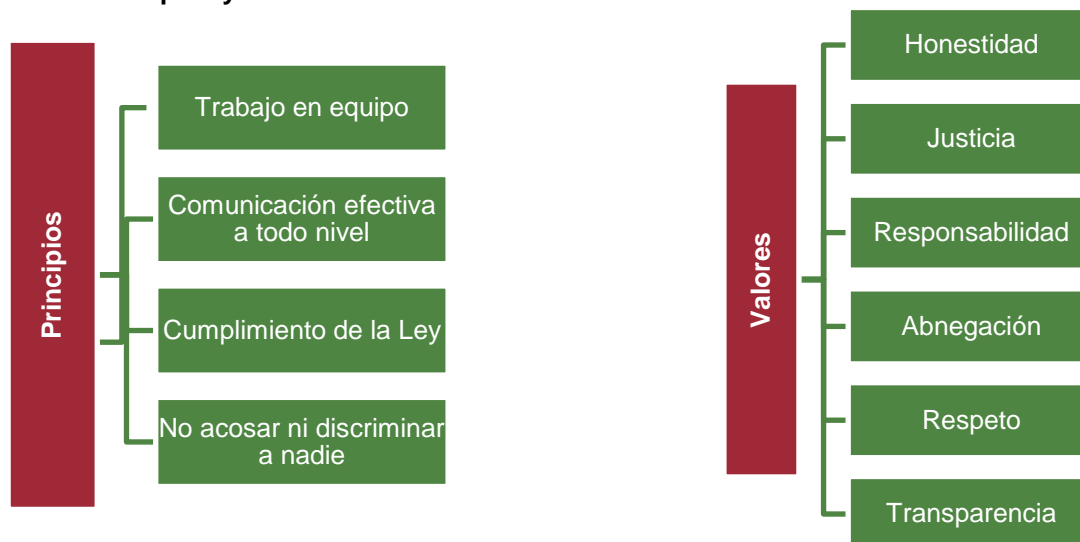 Principios
Trabajo en equipo
Comunicación efectiva
a todo nivel
Cumplimiento de la Ley
No acosar ni discriminar
a nadie
Valores
Honestidad
Justicia
Responsabilidad
Abnegación
Respeto
Transparencia